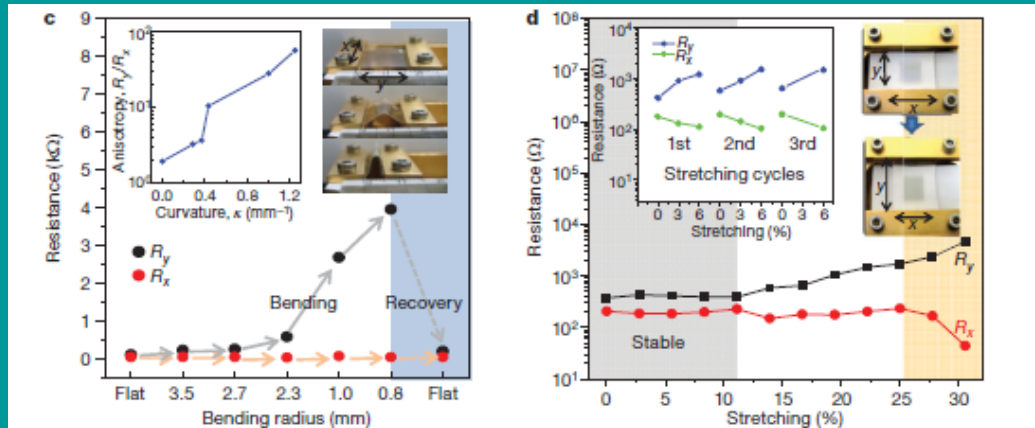 c
9
8
7
6
5
4
3
2
1
0
Resistance (kΩ)
10²
10¹
10⁰
Anisotropy, Ry/Rx
0.0 0.4 0.8 1.2
Curvature, κ (mm⁻¹)
x
y
Ry
Rx
Bending
Recovery
Flat 3.5 2.7 2.3 1.0 0.8 Flat
Bending radius (mm)
d
10⁸
10⁷
10⁶
10⁵
10⁴
10³
10²
10¹
Resistance (Ω)
Ry
Rx
10⁴
10³
10²
10¹
Resistance (Ω)
1st 2nd 3rd
Stretching cycles
0 3 6 0 3 6 0 3 6
Stretching (%)
y
x
y
x
Ry
Rx
Stable
0 5 10 15 20 25 30
Stretching (%)